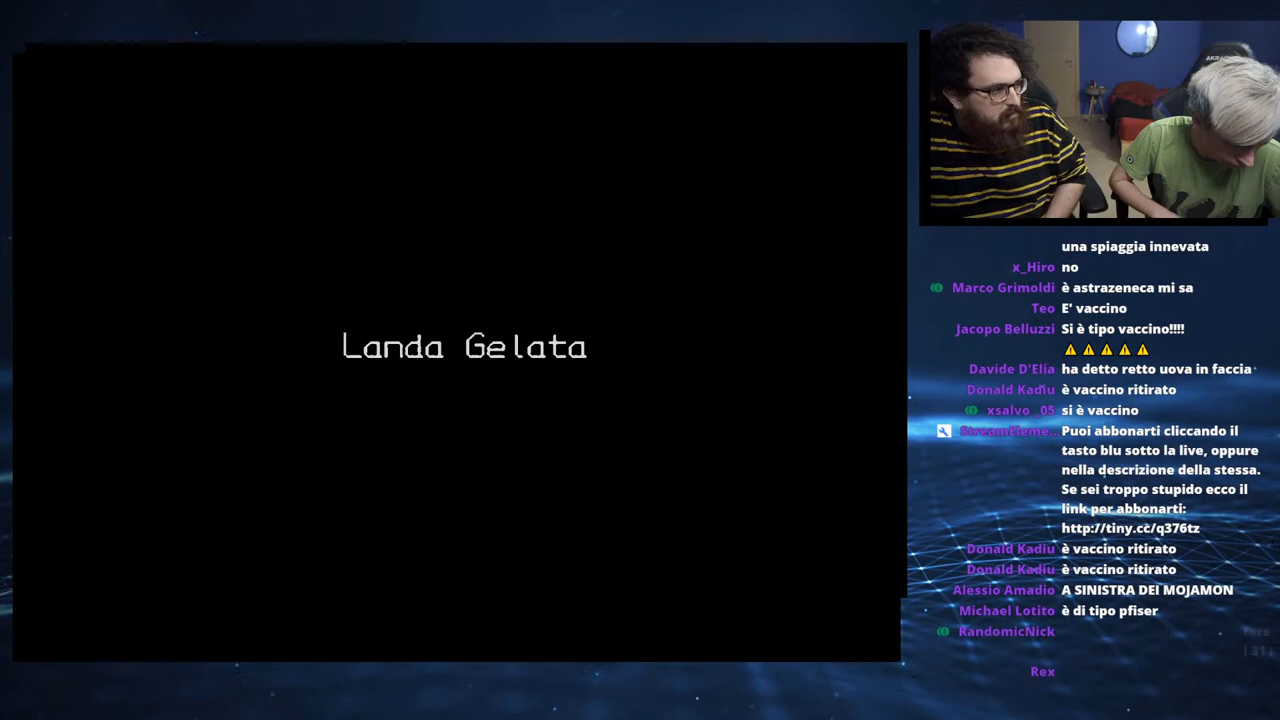 Landa Gelata
una spiaggia innevata
x_Hiro no
Marco Grimoldi è astrazeneca mi sa
Teo E' vaccino
Jacopo Belluzzi Si è tipo vaccino!!!!
Davide D'Elia ha detto retto uova in faccia
Donald Kadiu è vaccino ritirato
xsalvo_05 si è vaccino
StreamEleme... Puoi abbonarti cliccando il
tasto blu sotto la live, oppure
nella descrizione della stessa.
Se sei troppo stupido ecco il
link per abbonarti:
http://tiny.cc/q376tz
Donald Kadiu è vaccino ritirato
Donald Kadiu è vaccino ritirato
Alessio Amadio A SINISTRA DEI MOJAMON
Michael Lotito è di tipo pfiser
RandomicNick
Rex